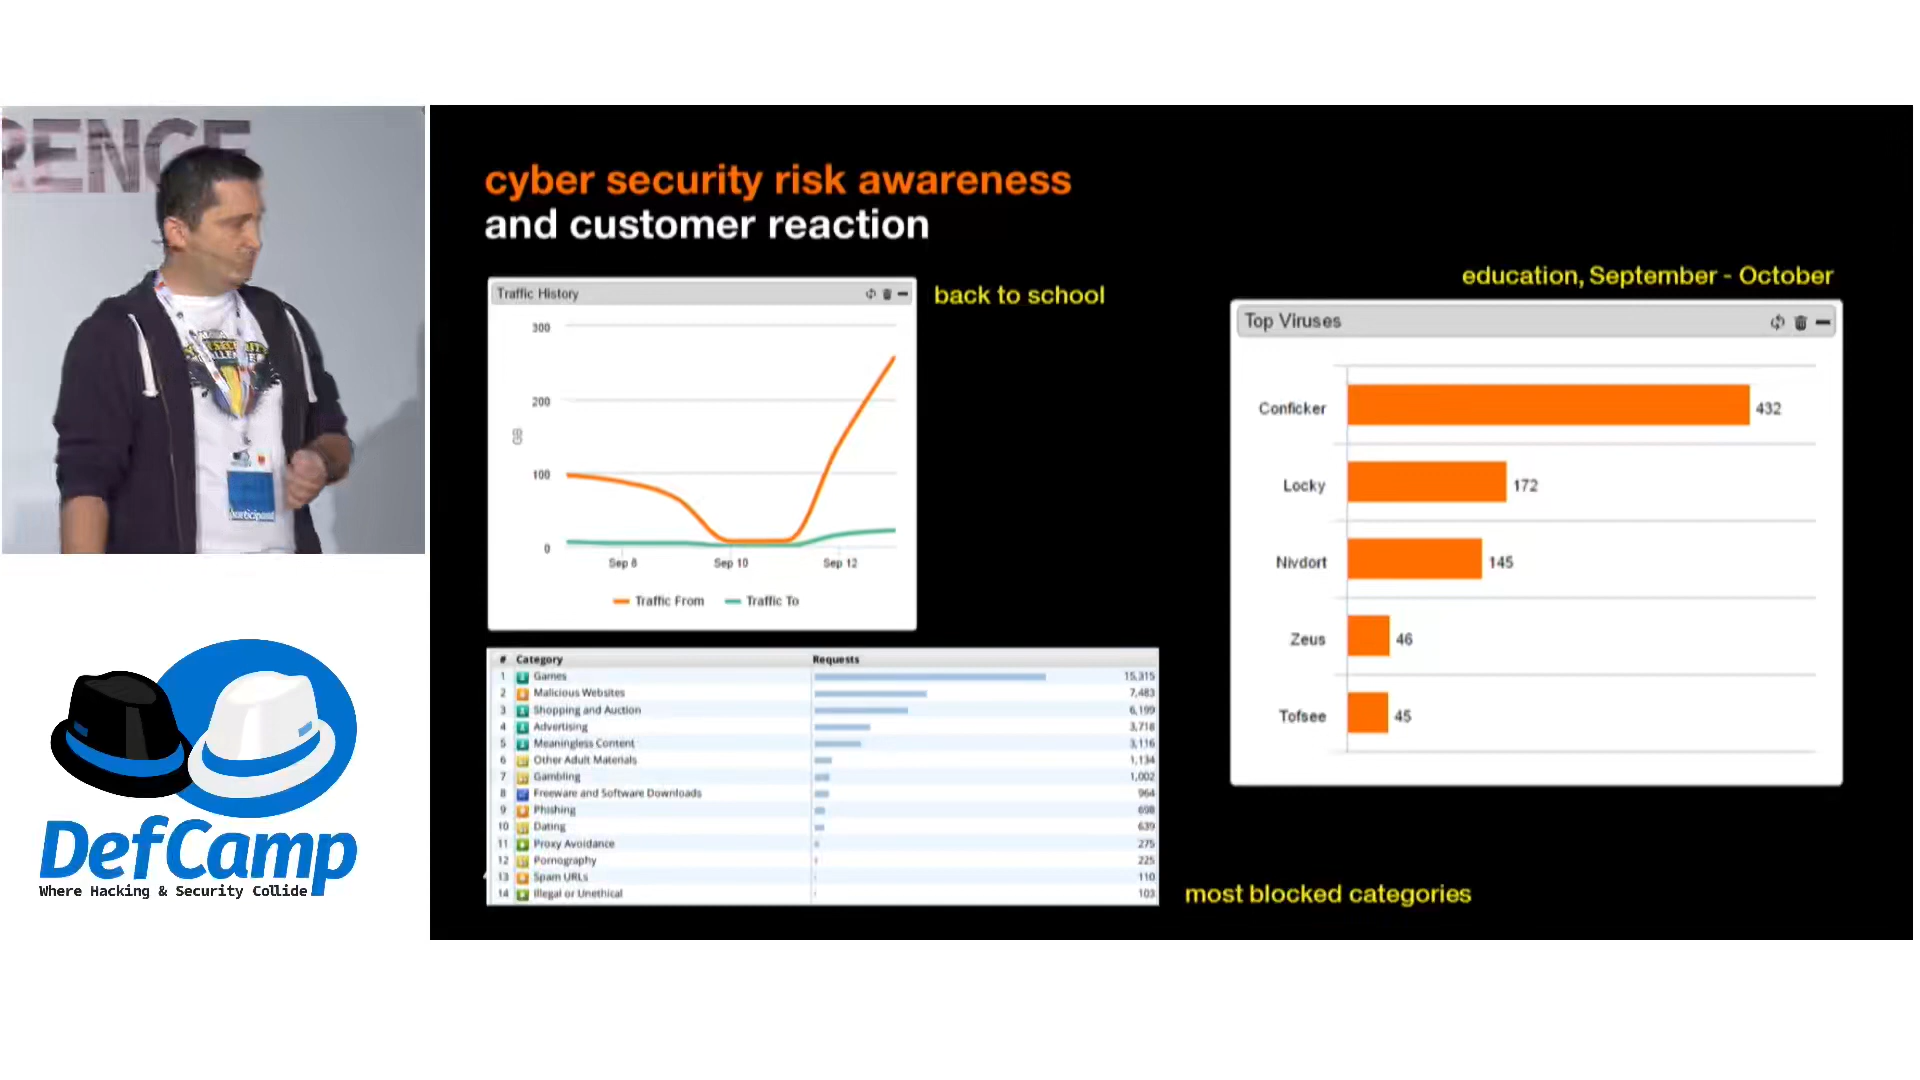 RENCE
cyber security risk awareness
and customer reaction
Traffic History
back to school
300
200
GB
100
0
Sep 8
Sep 10
Sep 12
Traffic From
Traffic To
education, September - October
Top Viruses
Conficker
432
Locky
172
Nivdort
145
Zeus
46
Tofsee
45
# Category Requests
1 Games 15,315
2 Malicious Websites 7,483
3 Shopping and Auction 6,199
4 Advertising 3,718
5 Meaningless Content 3,116
6 Other Adult Materials 1,134
7 Gambling 1,002
8 Freeware and Software Downloads 964
9 Phishing 698
10 Dating 639
11 Proxy Avoidance 275
12 Pornography 225
13 Spam URLs 110
14 Illegal or Unethical 103
most blocked categories
participant
DefCamp
Where Hacking & Security Collide